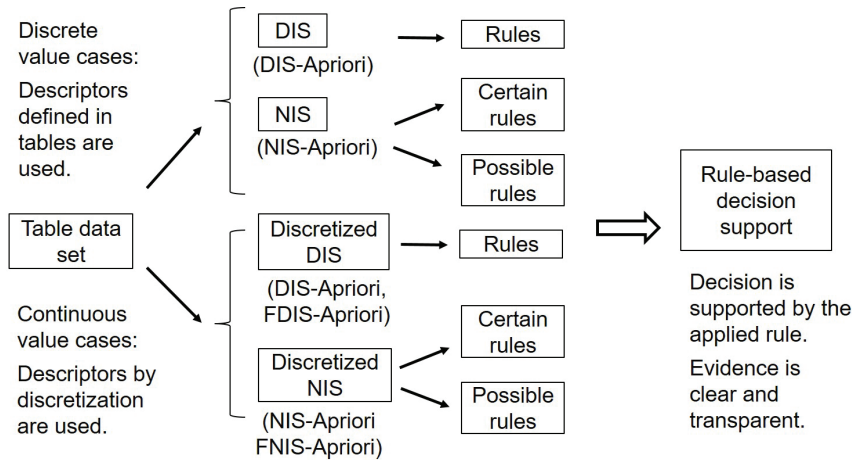 Discrete
value cases:
Descriptors
defined in
tables are
used.
Table data
set
Continuous
value cases:
Descriptors by
discretization
are used.
DIS
(DIS-Apriori)
NIS
(NIS-Apriori)
Discretized
DIS
(DIS-Apriori,
FDIS-Apriori)
Discretized
NIS
(NIS-Apriori
FNIS-Apriori)
Rules
Certain
rules
Possible
rules
Rules
Certain
rules
Possible
rules
Rule-based
decision
support
Decision is
supported by the
applied rule.
Evidence is
clear and
transparent.